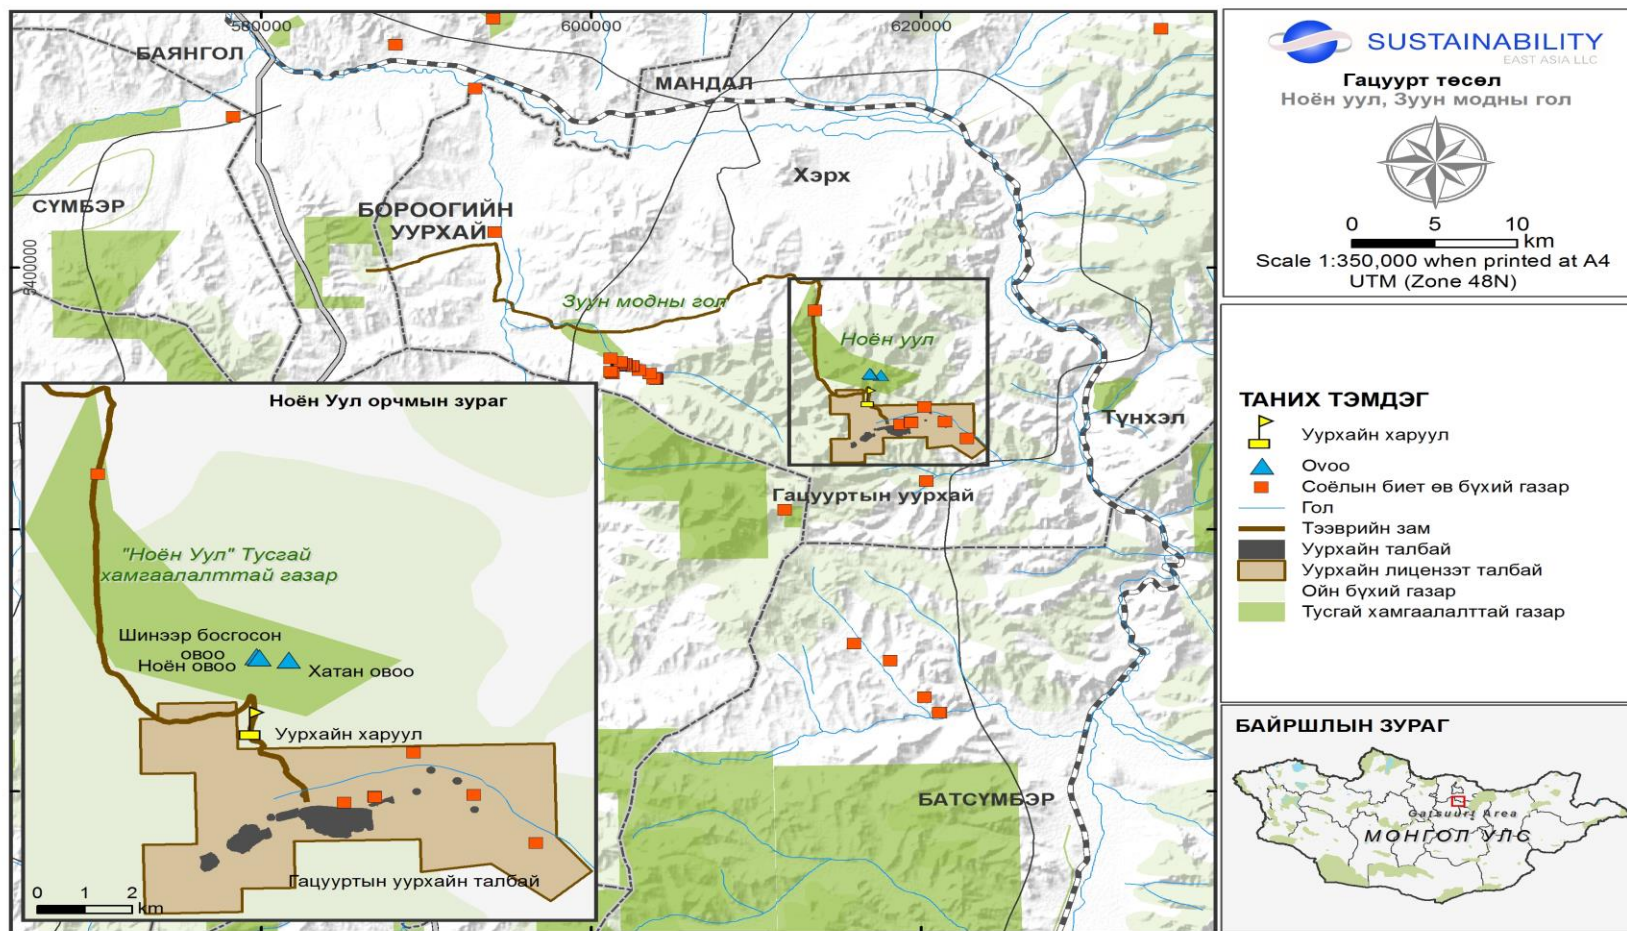 580000
600000
620000
БАЯНГОЛ
МАНДАЛ
Хэрх
СҮМБЭР
БОРООГИЙН
УУРХАЙ
5400000
Зуун модны гол
Ноён уул
Түнхэл
Гацууртын уурхай
БАТСҮМБЭР
Ноён Уул орчмын зураг
"Ноён Уул" Тусгай
хамгаалалттай газар
Шинээр босгосон
овоо
Ноён овоо
Хатан овоо
Уурхайн харуул
Гацууртын уурхайн талбай
0 1 2
km
SUSTAINABILITY
EAST ASIA LLC
Гацуурт төсөл
Ноён уул, Зуун модны гол
0 5 10
km
Scale 1:350,000 when printed at A4
UTM (Zone 48N)
ТАНИХ ТЭМДЭГ
Уурхайн харуул
Ovoo
Соёлын биет өв бүхий газар
Гол
Тээврийн зам
Уурхайн талбай
Уурхайн лицензэт талбай
Ойн бүхий газар
Тусгай хамгаалалттай газар
БАЙРШЛЫН ЗУРАГ
Gatsuurt Area
МОНГОЛ УЛС